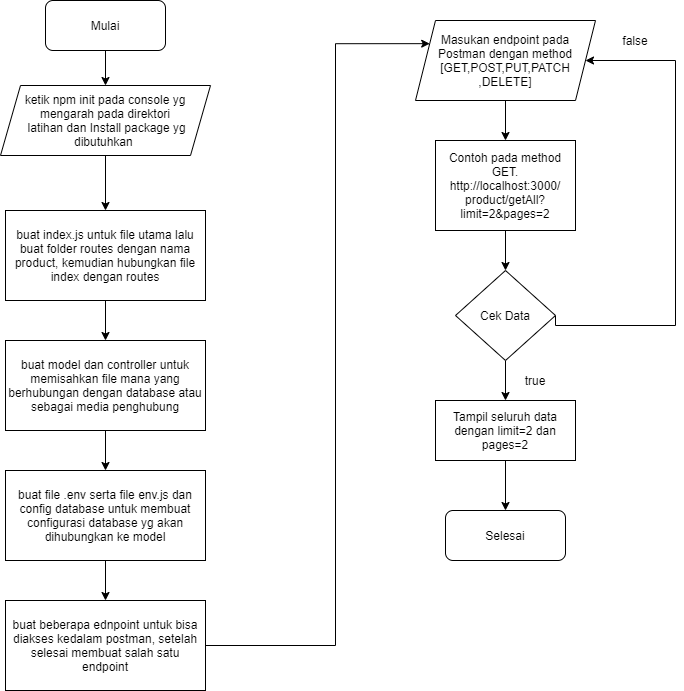 Mulai
ketik npm init pada console yg
mengarah pada direktori
latihan dan Install package yg
dibutuhkan
buat index.js untuk file utama lalu
buat folder routes dengan nama
product, kemudian hubungkan file
index dengan routes
buat model dan controller untuk
memisahkan file mana yang
berhubungan dengan database atau
sebagai media penghubung
buat file .env serta file env.js dan
config database untuk membuat
configurasi database yg akan
dihubungkan ke model
buat beberapa ednpoint untuk bisa
diakses kedalam postman, setelah
selesai membuat salah satu
endpoint
Masukan endpoint pada
Postman dengan method
[GET,POST,PUT,PATCH
,DELETE]
false
Contoh pada method
GET.
http://localhost:3000/
product/getAll?
limit=2&pages=2
Cek Data
true
Tampil seluruh data
dengan limit=2 dan
pages=2
Selesai